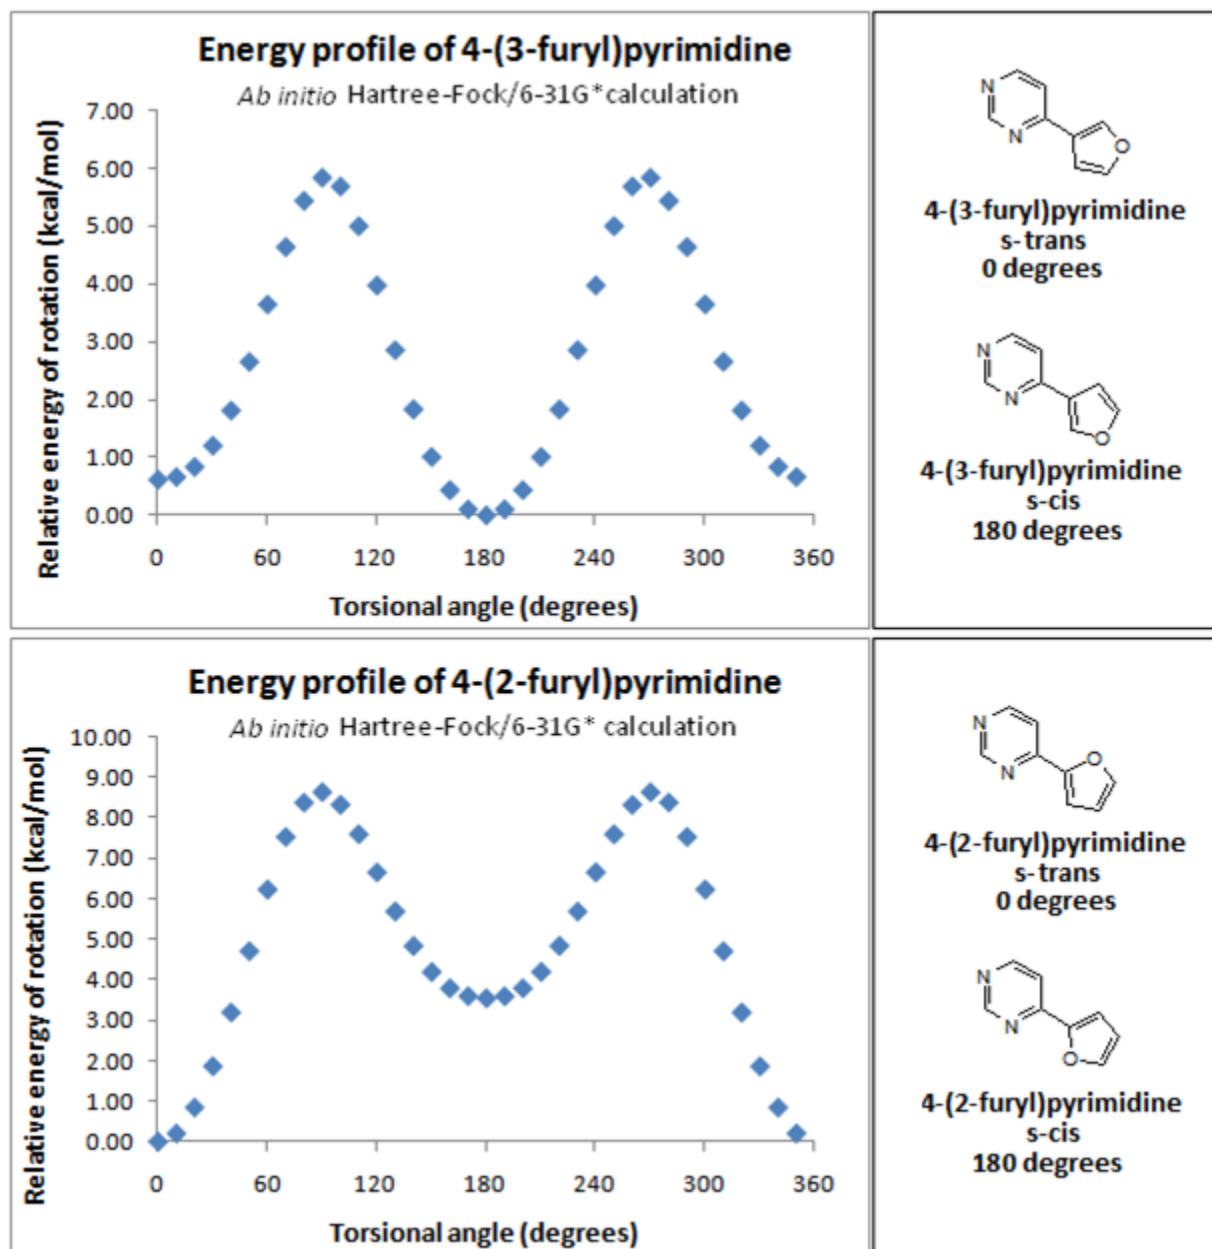 Energy profile of 4-(3-furyl)pyrimidine
Ab initio Hartree-Fock/6-31G*calculation
Relative energy of rotation (kcal/mol)
7.00
6.00
5.00
4.00
3.00
2.00
1.00
0.00
0 60 120 180 240 300 360
Torsional angle (degrees)
N
N
O
4-(3-furyl)pyrimidine
s-trans
0 degrees
N
N
O
4-(3-furyl)pyrimidine
s-cis
180 degrees
Energy profile of 4-(2-furyl)pyrimidine
Ab initio Hartree-Fock/6-31G* calculation
Relative energy of rotation (kcal/mol)
10.00
9.00
8.00
7.00
6.00
5.00
4.00
3.00
2.00
1.00
0.00
0 60 120 180 240 300 360
Torsional angle (degrees)
N
O
N
4-(2-furyl)pyrimidine
s-trans
0 degrees
N
N
O
4-(2-furyl)pyrimidine
s-cis
180 degrees